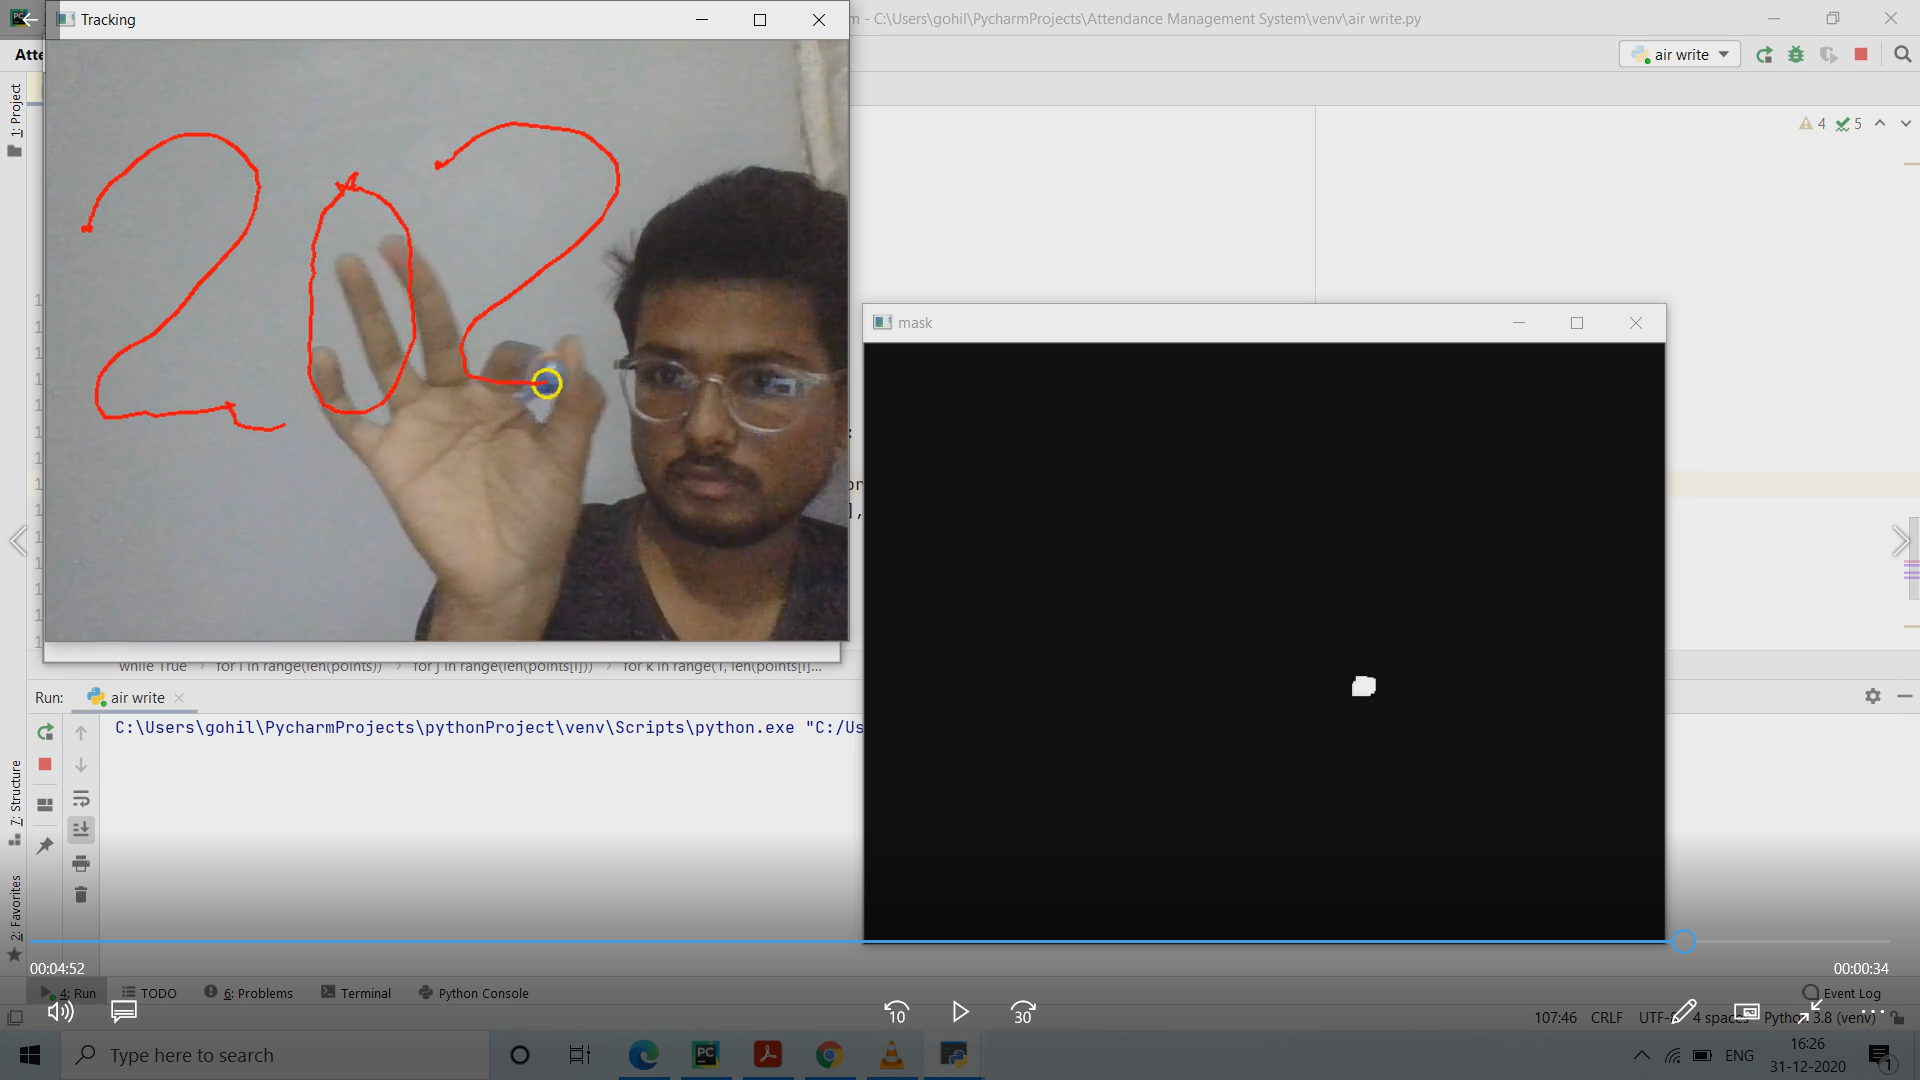 Tracking
m - C:\Users\gohil\PycharmProjects\Attendance Management System\venv\air write.py
Atte
air write
1: Project
4 5
202
mask
:
or
],
while True › for i in range(len(points)) › for j in range(len(points[i])) › for k in range(1, len(points[i]...
Run: air write
C:\Users\gohil\PycharmProjects\pythonProject\venv\Scripts\python.exe "C:/Us
7: Structure
2: Favorites
00:04:52
00:00:34
4: Run TODO 6: Problems Terminal Python Console
Event Log
10
30
107:46 CRLF UTF-8 4 spaces Python 3.8 (venv)
Type here to search
PC
ENG
16:26
31-12-2020
1